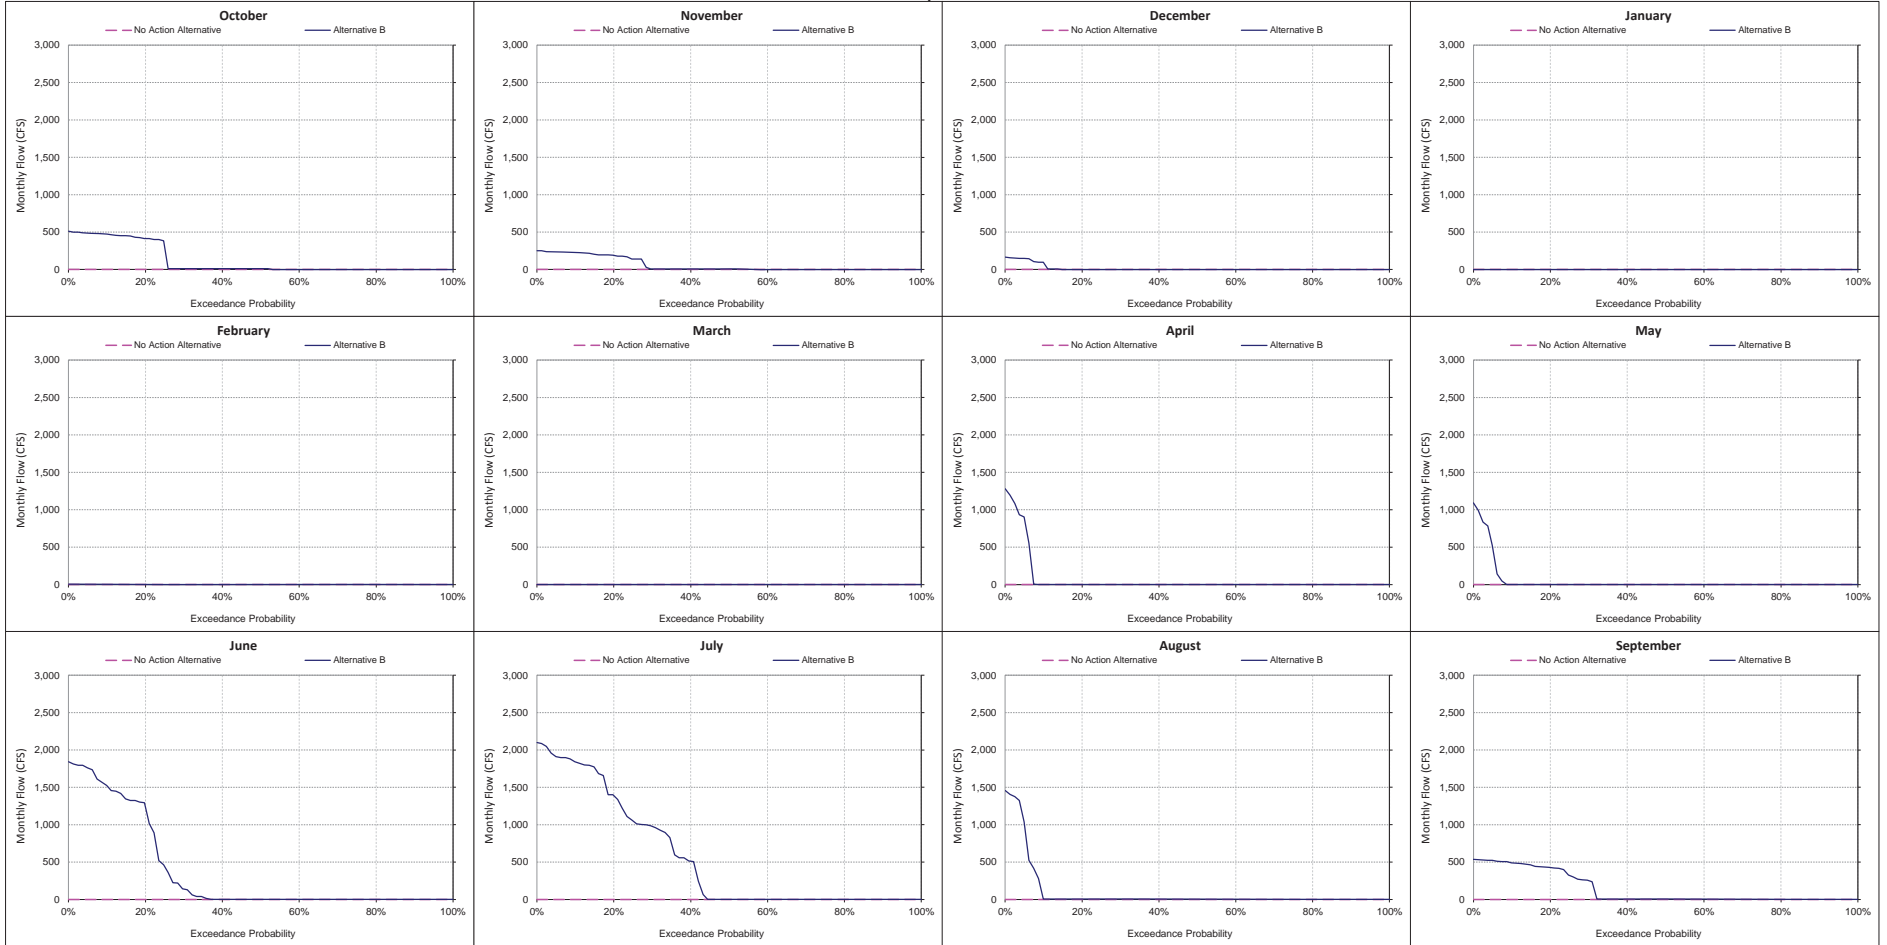 October
No Action Alternative Alternative B
3,000
2,500
2,000
1,500
1,000
500
0
Monthly Flow (CFS)
0% 20% 40% 60% 80% 100%
Exceedance Probability
November
No Action Alternative Alternative B
3,000
2,500
2,000
1,500
1,000
500
0
Monthly Flow (CFS)
0% 20% 40% 60% 80% 100%
Exceedance Probability
December
No Action Alternative Alternative B
3,000
2,500
2,000
1,500
1,000
500
0
Monthly Flow (CFS)
0% 20% 40% 60% 80% 100%
Exceedance Probability
January
No Action Alternative Alternative B
3,000
2,500
2,000
1,500
1,000
500
0
Monthly Flow (CFS)
0% 20% 40% 60% 80% 100%
Exceedance Probability
February
No Action Alternative Alternative B
3,000
2,500
2,000
1,500
1,000
500
0
Monthly Flow (CFS)
0% 20% 40% 60% 80% 100%
Exceedance Probability
March
No Action Alternative Alternative B
3,000
2,500
2,000
1,500
1,000
500
0
Monthly Flow (CFS)
0% 20% 40% 60% 80% 100%
Exceedance Probability
April
No Action Alternative Alternative B
3,000
2,500
2,000
1,500
1,000
500
0
Monthly Flow (CFS)
0% 20% 40% 60% 80% 100%
Exceedance Probability
May
No Action Alternative Alternative B
3,000
2,500
2,000
1,500
1,000
500
0
Monthly Flow (CFS)
0% 20% 40% 60% 80% 100%
Exceedance Probability
June
No Action Alternative Alternative B
3,000
2,500
2,000
1,500
1,000
500
0
Monthly Flow (CFS)
0% 20% 40% 60% 80% 100%
Exceedance Probability
July
No Action Alternative Alternative B
3,000
2,500
2,000
1,500
1,000
500
0
Monthly Flow (CFS)
0% 20% 40% 60% 80% 100%
Exceedance Probability
August
No Action Alternative Alternative B
3,000
2,500
2,000
1,500
1,000
500
0
Monthly Flow (CFS)
0% 20% 40% 60% 80% 100%
Exceedance Probability
September
No Action Alternative Alternative B
3,000
2,500
2,000
1,500
1,000
500
0
Monthly Flow (CFS)
0% 20% 40% 60% 80% 100%
Exceedance Probability